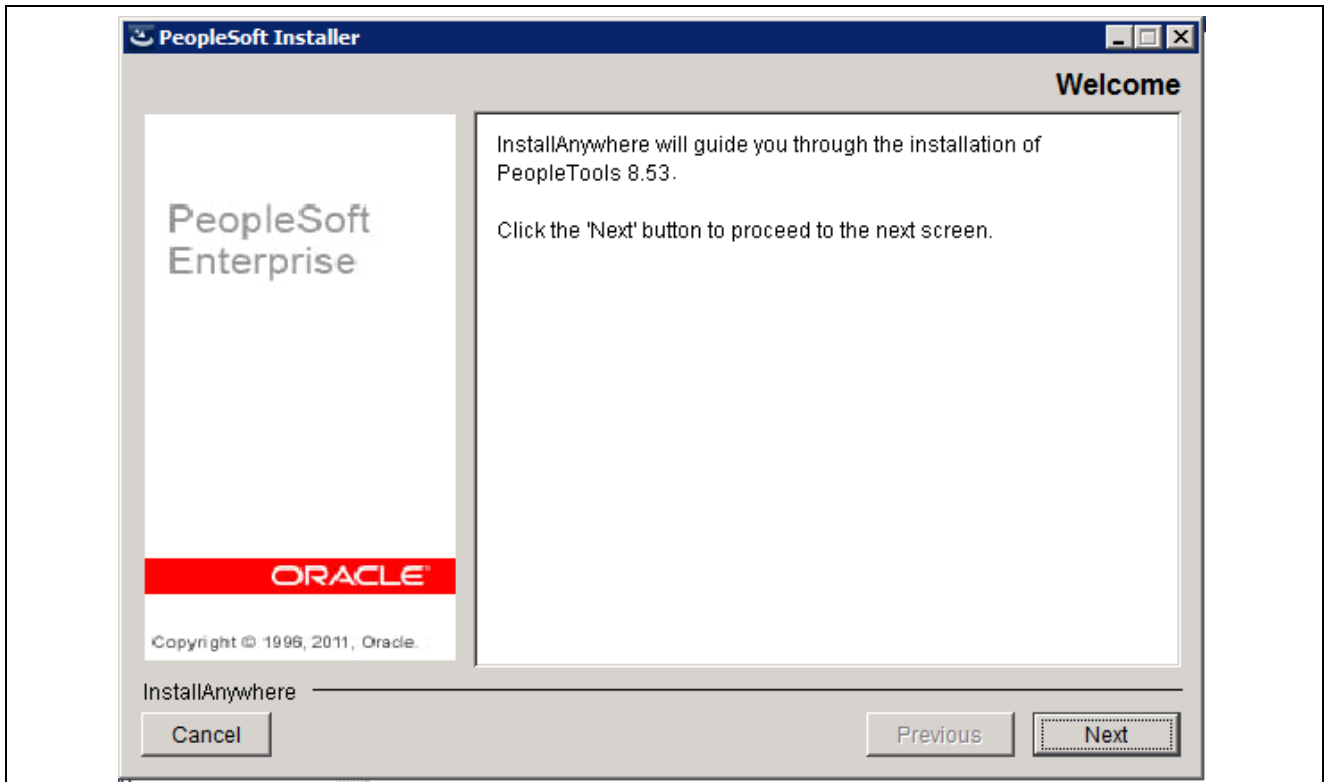 PeopleSoft Installer
Welcome
PeopleSoft
Enterprise
ORACLE
Copyright © 1996, 2011, Oracle.
InstallAnywhere will guide you through the installation of
PeopleTools 8.53.
Click the 'Next' button to proceed to the next screen.
InstallAnywhere
Cancel
Previous
Next